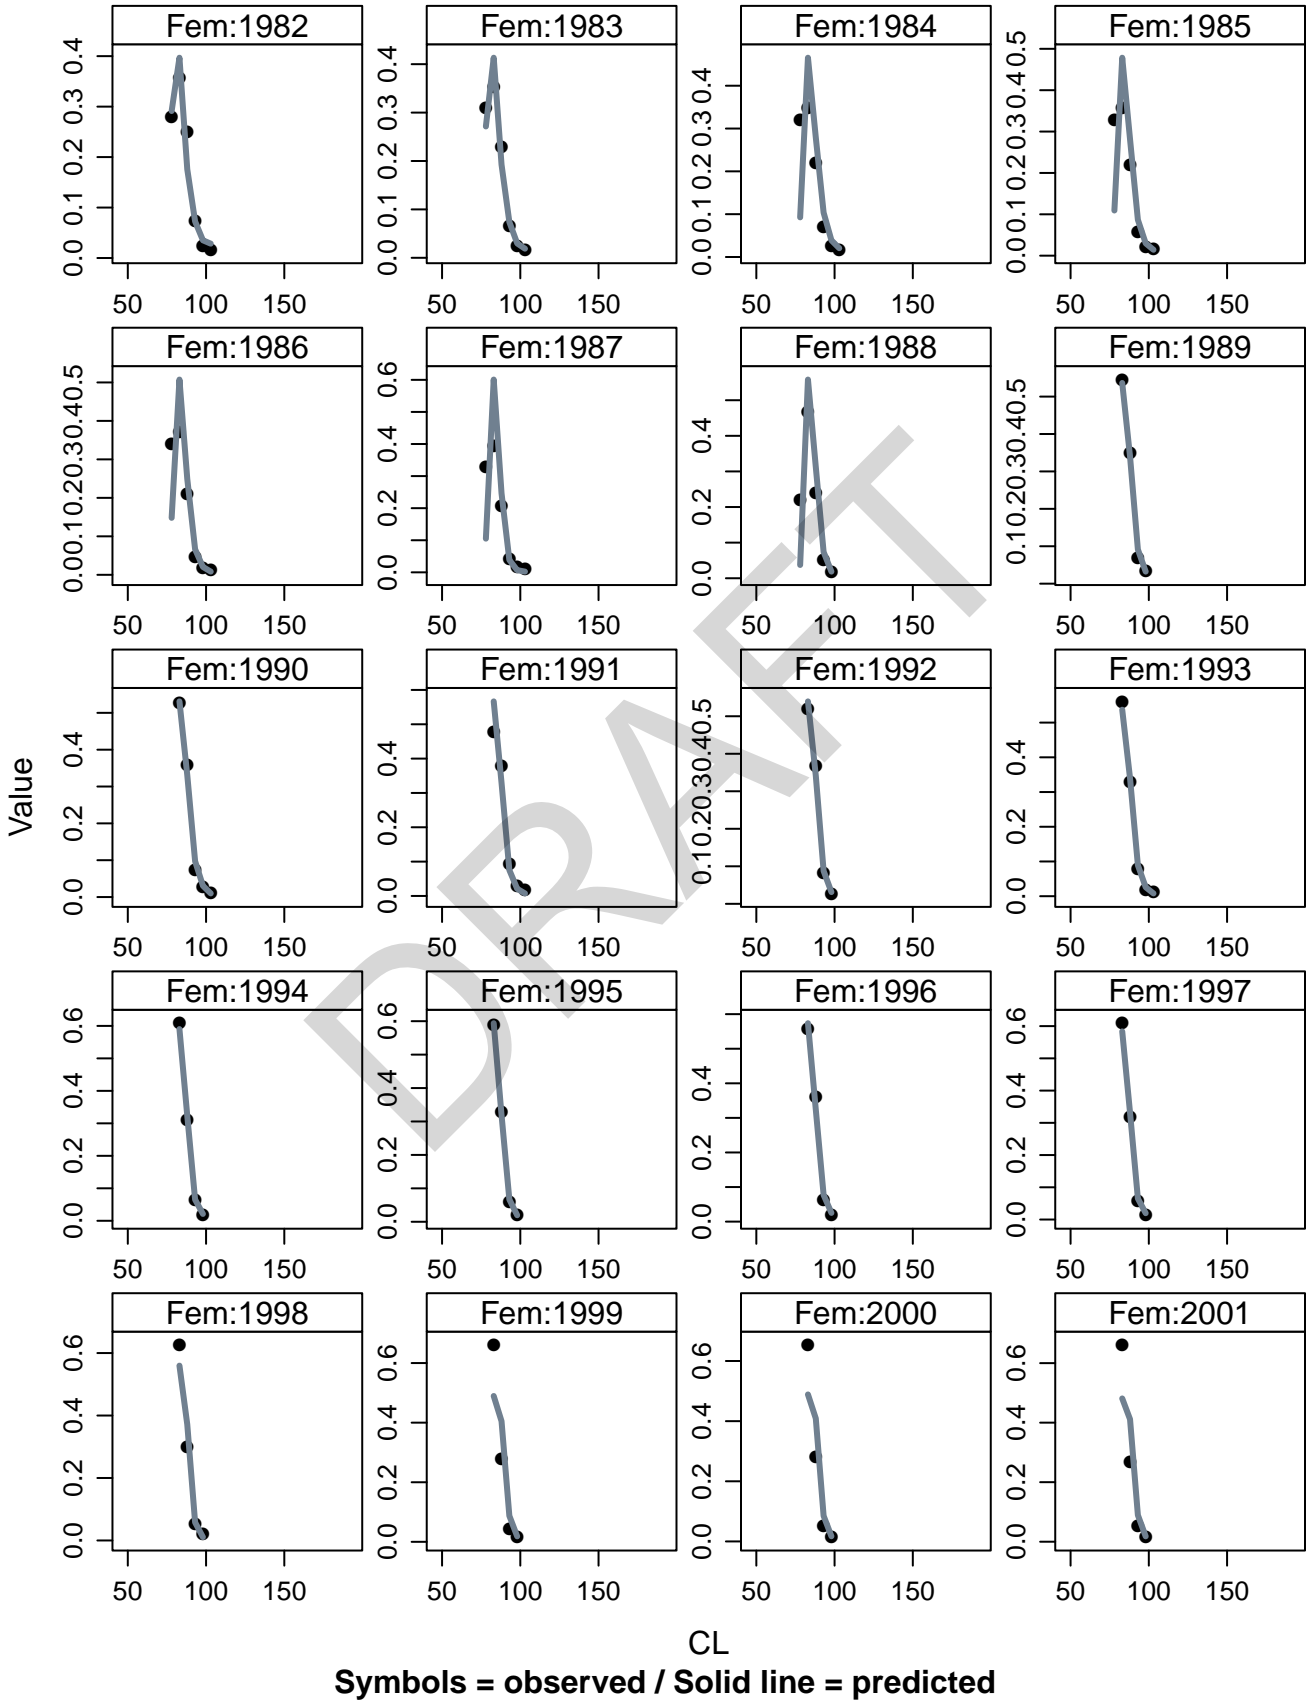 Fem:1982 Fem:1983 Fem:1984 Fem:1985
0.0 0.1 0.2 0.3 0.4
0.0 0.1 0.2 0.3 0.4
0.0 0.1 0.2 0.3 0.4
0.0 0.1 0.2 0.3 0.4 0.5
50 100 150 50 100 150 50 100 150 50 100 150
Fem:1986 Fem:1987 Fem:1988 Fem:1989
0.0 0.1 0.2 0.3 0.4 0.5
0.0 0.2 0.4 0.6
0.0 0.2 0.4
0.1 0.2 0.3 0.4 0.5
50 100 150 50 100 150 50 100 150 50 100 150
Fem:1990 Fem:1991 Fem:1992 Fem:1993
0.0 0.2 0.4
0.0 0.2 0.4
0.1 0.2 0.3 0.4 0.5
0.0 0.2 0.4
50 100 150 50 100 150 50 100 150 50 100 150
Fem:1994 Fem:1995 Fem:1996 Fem:1997
0.0 0.2 0.4 0.6
0.0 0.2 0.4 0.6
0.0 0.2 0.4
0.0 0.2 0.4 0.6
50 100 150 50 100 150 50 100 150 50 100 150
Fem:1998 Fem:1999 Fem:2000 Fem:2001
0.0 0.2 0.4 0.6
0.0 0.2 0.4 0.6
0.0 0.2 0.4 0.6
0.0 0.2 0.4 0.6
50 100 150 50 100 150 50 100 150 50 100 150
Value
DRAFT
CL
Symbols = observed / Solid line = predicted